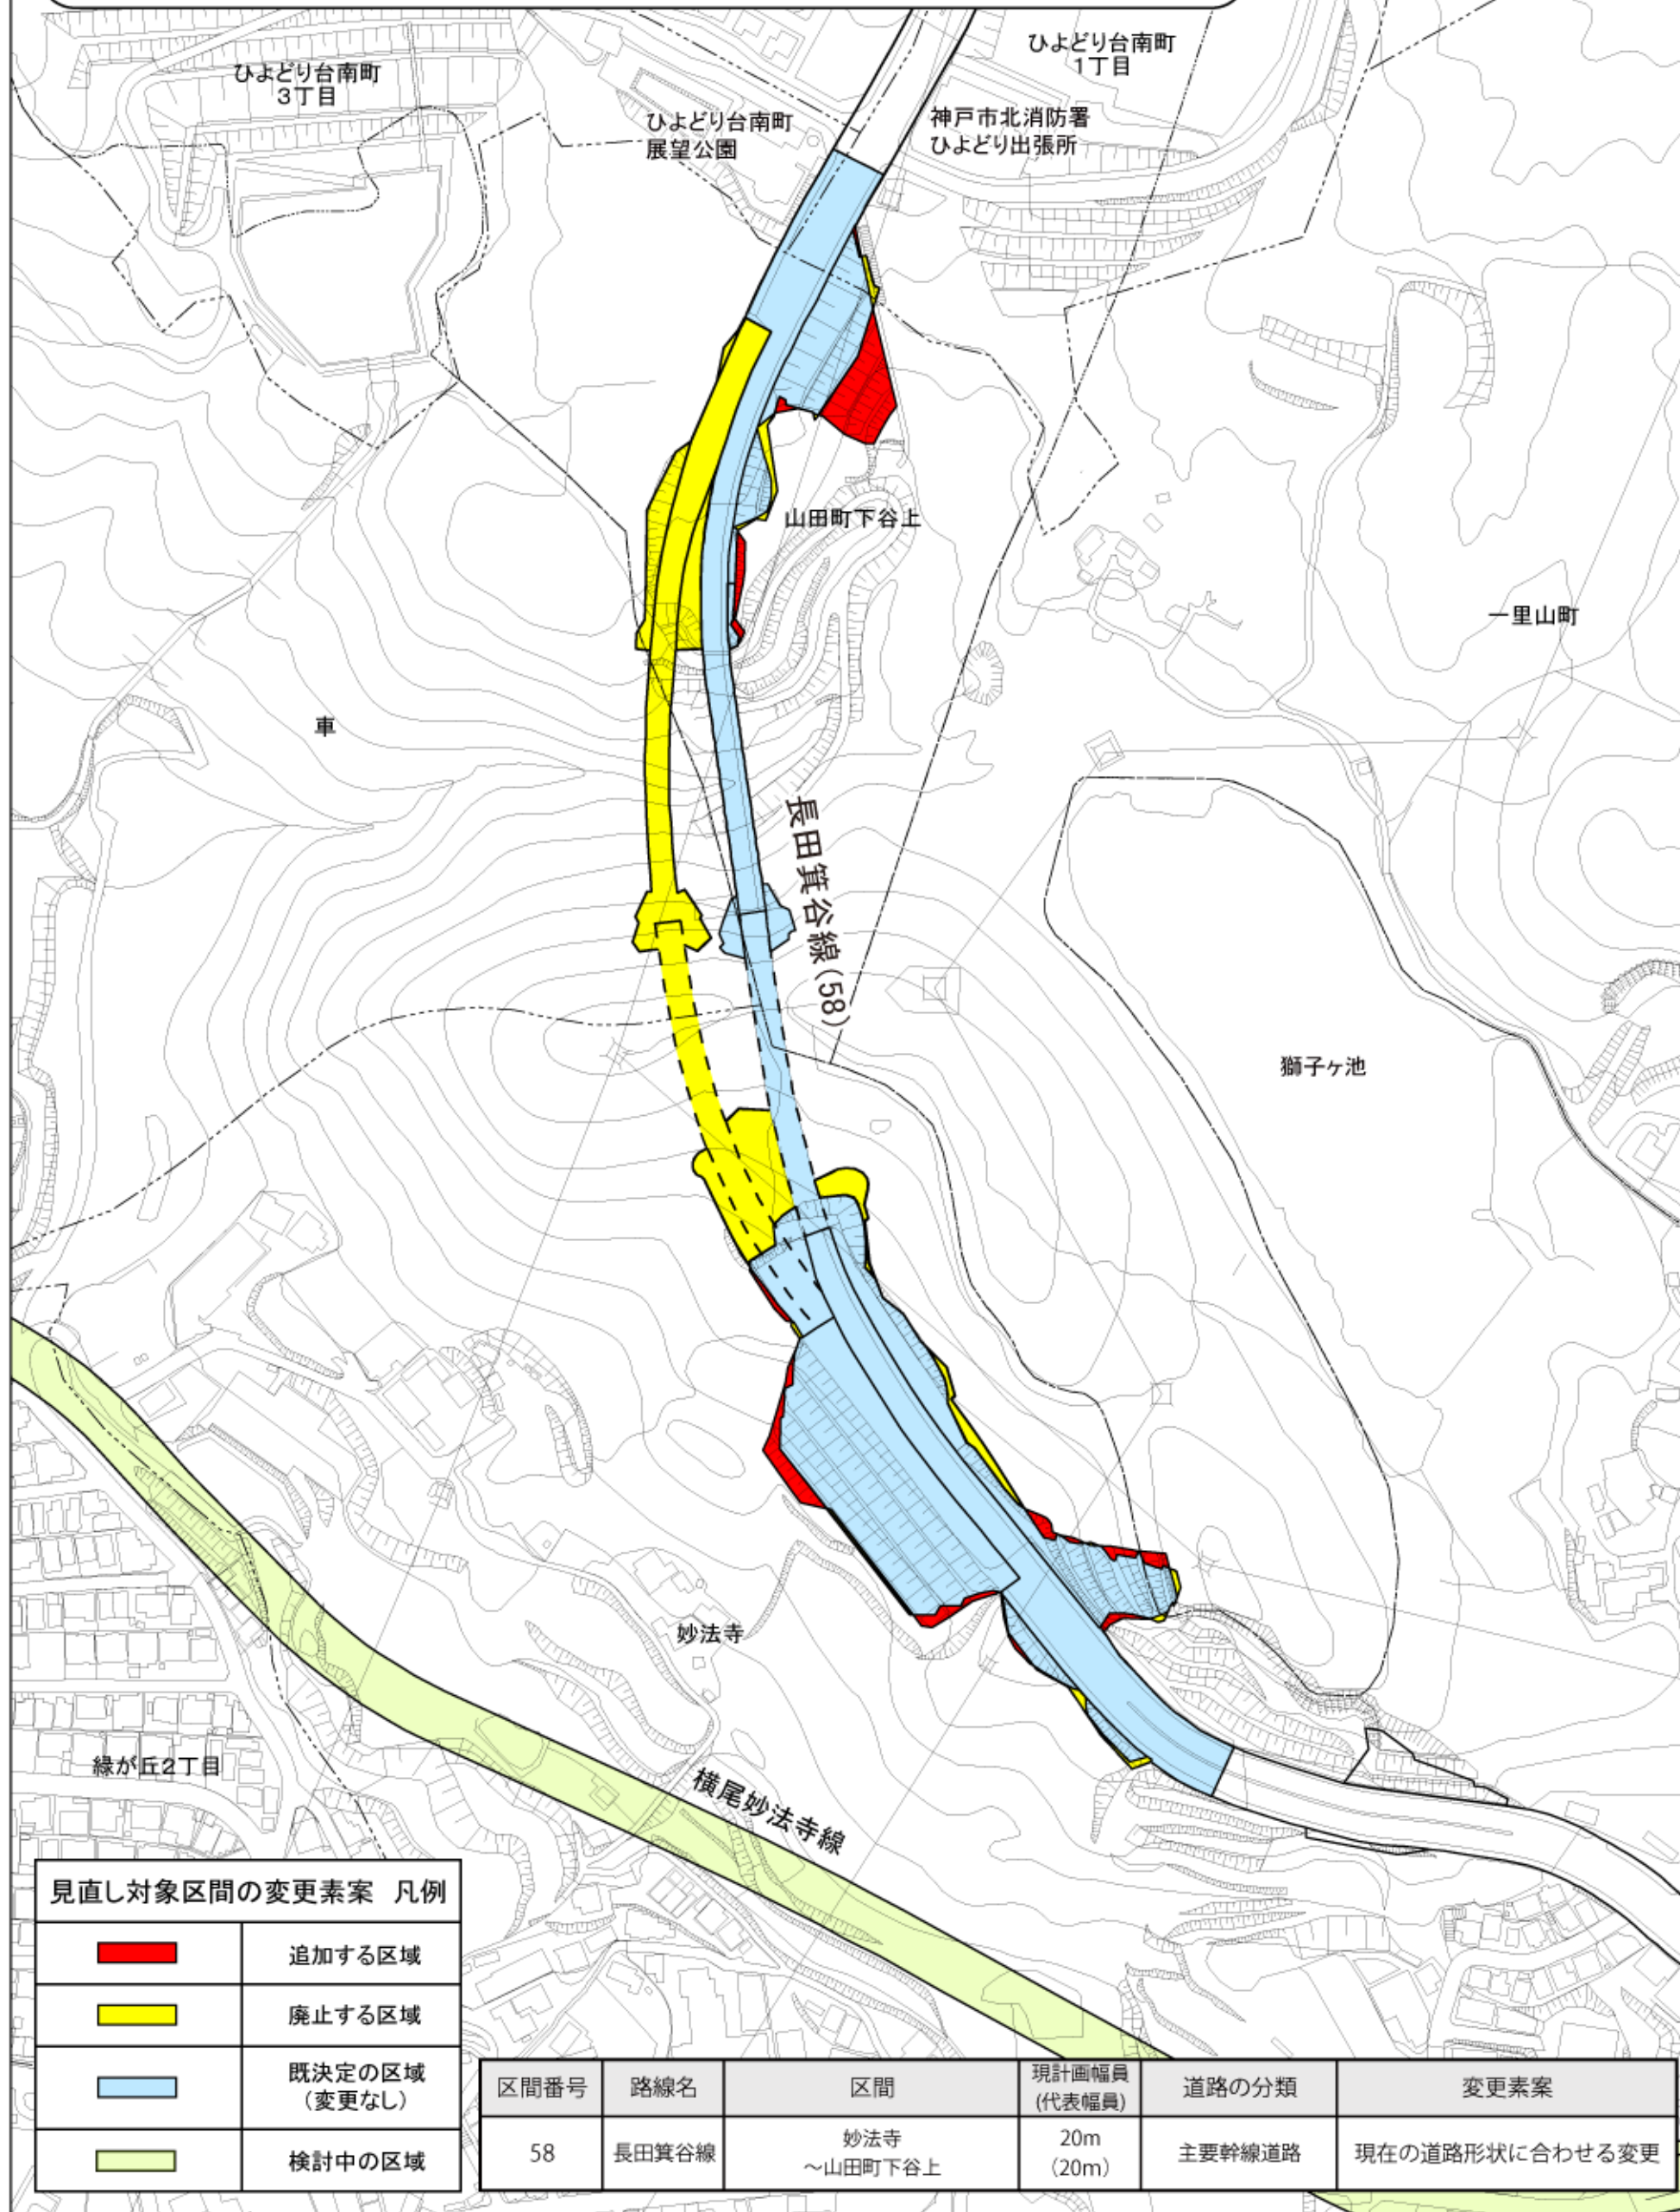 ひよどり台南町
3丁目
ひよどり台南町
展望公園
ひよどり台南町
1丁目
神戸市北消防署
ひよどり出張所
山田町下谷上
一里山町
車
長田箕谷線(58)
獅子ヶ池
妙法寺
緑が丘2丁目
横尾妙法寺線
見直し対象区間の変更素案 凡例
追加する区域
廃止する区域
既決定の区域
(変更なし)
検討中の区域
区間番号 路線名 区間 現計画幅員 道路の分類 変更素案
(代表幅員)
58 長田箕谷線 妙法寺 20m 主要幹線道路 現在の道路形状に合わせる変更
～山田町下谷上 (20m)